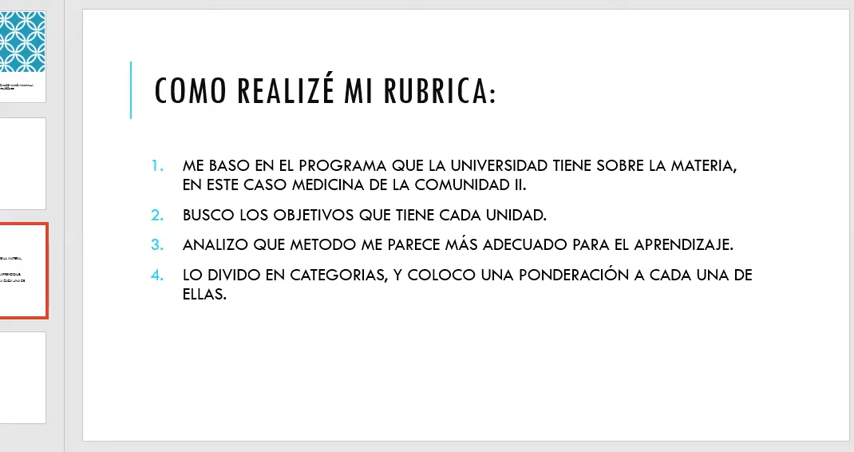 COMO REALIZÉ MI RUBRICA:
1. ME BASO EN EL PROGRAMA QUE LA UNIVERSIDAD TIENE SOBRE LA MATERIA,
EN ESTE CASO MEDICINA DE LA COMUNIDAD II.
2. BUSCO LOS OBJETIVOS QUE TIENE CADA UNIDAD.
3. ANALIZO QUE METODO ME PARECE MÁS ADECUADO PARA EL APRENDIZAJE.
4. LO DIVIDO EN CATEGORIAS, Y COLOCO UNA PONDERACIÓN A CADA UNA DE
ELLAS.